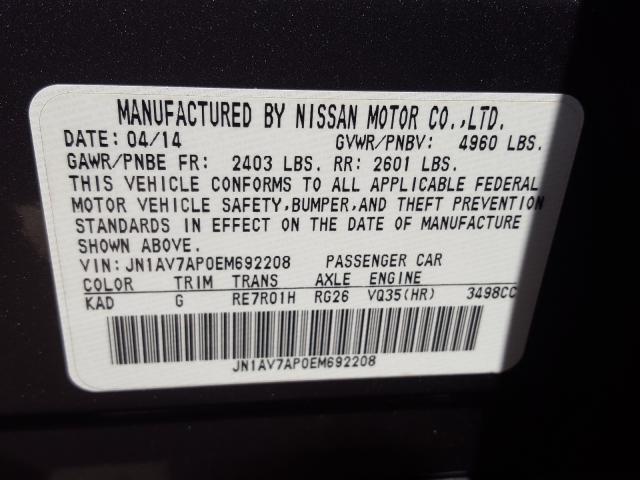 MANUFACTURED BY NISSAN MOTOR CO.,LTD.
DATE: 04/14 GVWR/PNBV: 4960 LBS.
GAWR/PNBE FR: 2403 LBS. RR: 2601 LBS.
THIS VEHICLE CONFORMS TO ALL APPLICABLE FEDERAL
MOTOR VEHICLE SAFETY,BUMPER,AND THEFT PREVENTION
STANDARDS IN EFFECT ON THE DATE OF MANUFACTURE
SHOWN ABOVE.
VIN: JN1AV7AP0EM692208 PASSENGER CAR
COLOR TRIM TRANS AXLE ENGINE
KAD G RE7R01H RG26 VQ35(HR) 3498CC
JN1AV7AP0EM692208